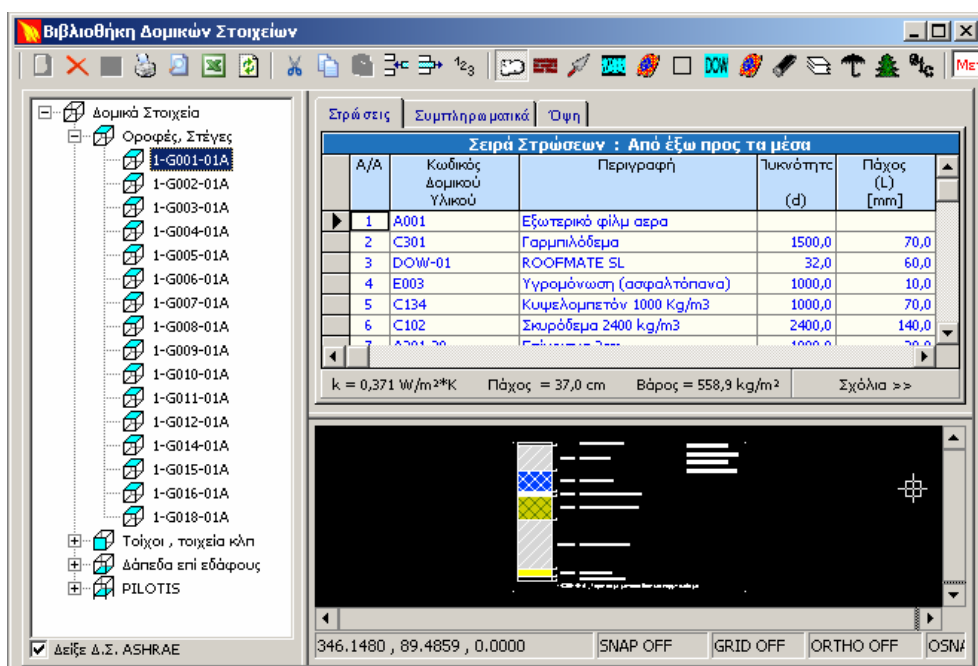 Βιβλιοθήκη Δομικών Στοιχείων
Με
Δομικά Στοιχεία
Οροφές, Στέγες
1-G001-01A
1-G002-01A
1-G003-01A
1-G004-01A
1-G005-01A
1-G006-01A
1-G007-01A
1-G008-01A
1-G009-01A
1-G010-01A
1-G011-01A
1-G012-01A
1-G014-01A
1-G015-01A
1-G016-01A
1-G018-01A
Τοίχοι , τοιχεία κλπ
Δάπεδα επί εδάφους
PILOTIS
Δείξε Δ.Σ. ASHRAE
Στρώσεις Συμπληρωματικά Όψη
Σειρά Στρώσεων : Από έξω προς τα μέσα
Α/Α Κωδικός Δομικού Υλικού Περιγραφή (d) Πάχος (L) [mm]
1 A001 Εξωτερικό φίλμ αερα
2 C301 Γαρμπιλόδεμα 1500,0 70,0
3 DOW-01 ROOFMATE SL 32,0 60,0
4 E003 Υγρομόνωση (ασφαλτόπανα) 1000,0 10,0
5 C134 Κυψελομπετόν 1000 Kg/m3 1000,0 70,0
6 C102 Σκυρόδεμα 2400 kg/m3 2400,0 140,0
k = 0,371 W/m²*K Πάχος = 37,0 cm Βάρος = 558,9 kg/m² Σχόλια >>
346.1480 , 89.4859 , 0.0000 SNAP OFF GRID OFF ORTHO OFF OSNA